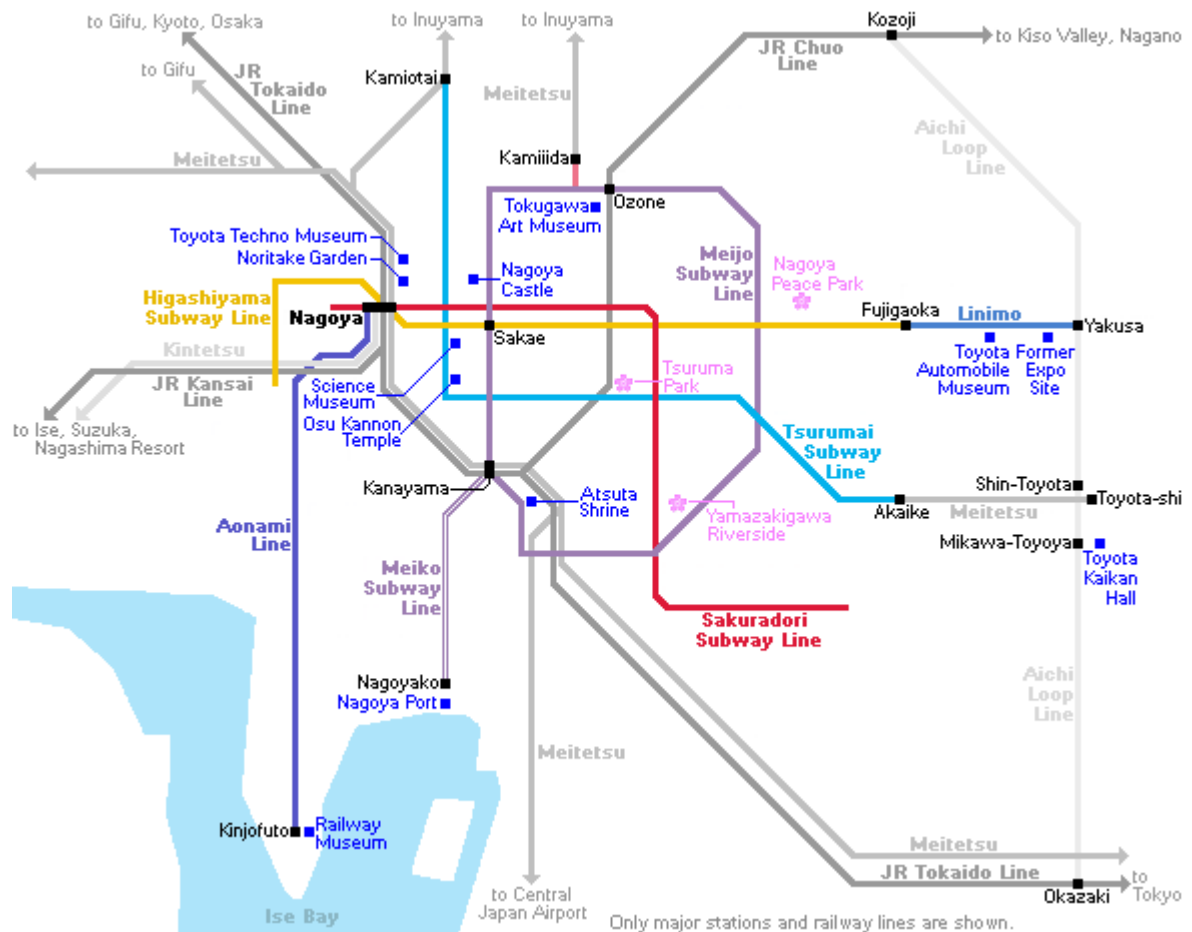 to Gifu, Kyoto, Osaka
to Inuyama
to Inuyama
Kozoji
to Kiso Valley, Nagano
JR Chuo
Line
to Gifu
JR
Tokaido
Line
Kamiotai
Meitetsu
Aichi
Loop
Line
Meitetsu
Kamiiida
Ozone
Tokugawa
Art Museum
Toyota Techno Museum
Noritake Garden
Nagoya
Castle
Meijo
Subway
Line
Nagoya
Peace Park
Higashiyama
Subway Line
Nagoya
Sakae
Fujigaoka
Linimo
Yakusa
Kintetsu
JR Kansai
Line
Science
Museum
Osu Kannon
Temple
Tsuruma
Park
Toyota
Automobile
Museum
Former
Expo
Site
to Ise, Suzuka,
Nagashima Resort
Tsurumai
Subway
Line
Kanayama
Atsuta
Shrine
Yamazakigawa
Riverside
Shin-Toyota
Toyota-shi
Akaike
Meitetsu
Mikawa-Toyoya
Toyota
Kaikan
Hall
Aonami
Line
Meiko
Subway
Line
Sakuradori
Subway Line
Nagoyako
Nagoya Port
Aichi
Loop
Line
Meitetsu
Kinjofuto
Railway
Museum
Meitetsu
JR Tokaido Line
to
Tokyo
Okazaki
to Central
Japan Airport
Ise Bay
Only major stations and railway lines are shown.